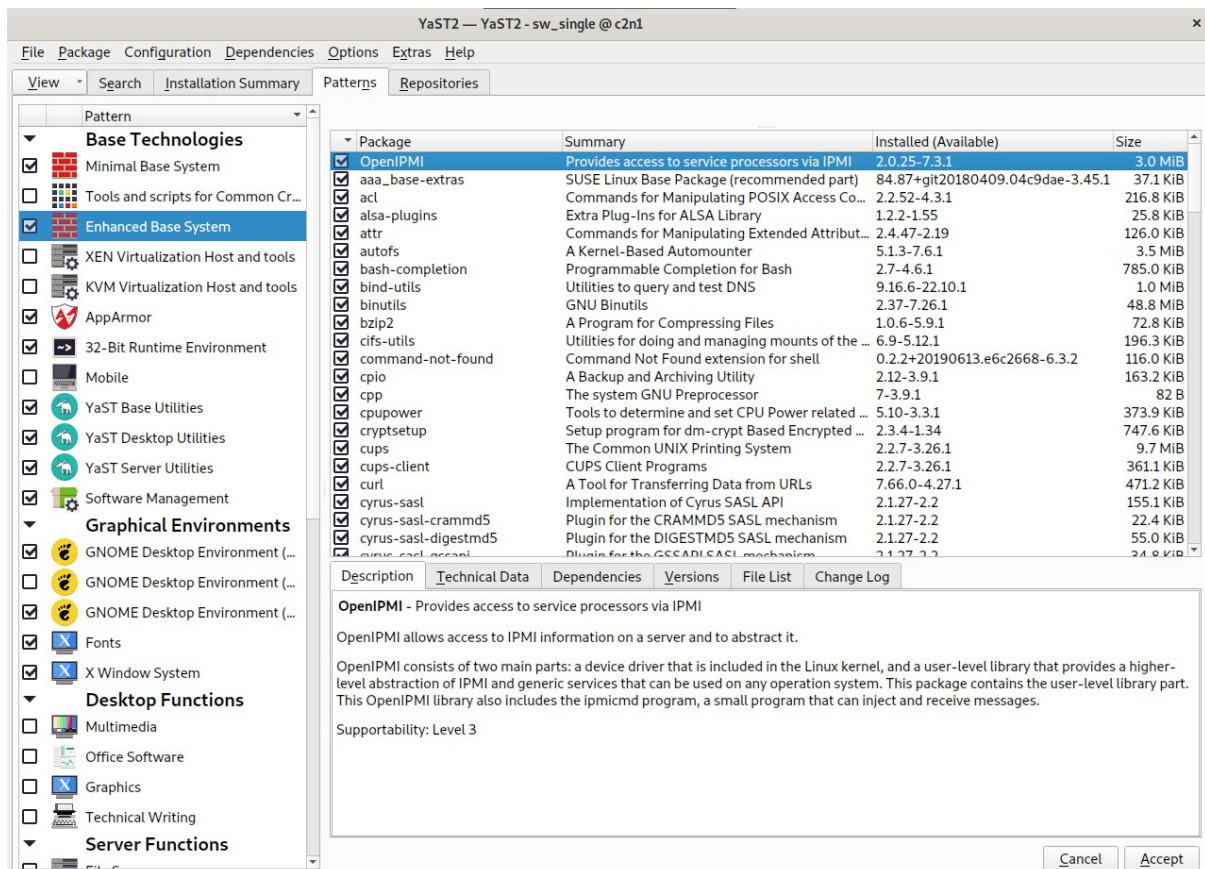 YaST2 — YaST2 - sw_single @ c2n1
File Package Configuration Dependencies Options Extras Help
View Search Installation Summary Patterns Repositories
Pattern
Base Technologies
Minimal Base System
Tools and scripts for Common Cr...
Enhanced Base System
XEN Virtualization Host and tools
KVM Virtualization Host and tools
AppArmor
32-Bit Runtime Environment
Mobile
YaST Base Utilities
YaST Desktop Utilities
YaST Server Utilities
Software Management
Graphical Environments
GNOME Desktop Environment (...
GNOME Desktop Environment (...
GNOME Desktop Environment (...
Fonts
X Window System
Desktop Functions
Multimedia
Office Software
Graphics
Technical Writing
Server Functions
Package Summary Installed (Available) Size
OpenIPMI Provides access to service processors via IPMI 2.0.25-7.3.1 3.0 MiB
aaa_base-extras SUSE Linux Base Package (recommended part) 84.87+git20180409.04c9dae-3.45.1 37.1 KiB
acl Commands for Manipulating POSIX Access Co... 2.2.52-4.3.1 216.8 KiB
alsa-plugins Extra Plug-Ins for ALSA Library 1.2.2-1.55 25.8 KiB
attr Commands for Manipulating Extended Attribut... 2.4.47-2.19 126.0 KiB
autofs A Kernel-Based Automounter 5.1.3-7.6.1 3.5 MiB
bash-completion Programmable Completion for Bash 2.7-4.6.1 785.0 KiB
bind-utils Utilities to query and test DNS 9.16.6-22.10.1 1.0 MiB
binutils GNU Binutils 2.37-7.26.1 48.8 MiB
bzip2 A Program for Compressing Files 1.0.6-5.9.1 72.8 KiB
cifs-utils Utilities for doing and managing mounts of the ... 6.9-5.12.1 196.3 KiB
command-not-found Command Not Found extension for shell 0.2.2+20190613.e6c2668-6.3.2 116.0 KiB
cpio A Backup and Archiving Utility 2.12-3.9.1 163.2 KiB
cpp The system GNU Preprocessor 7-3.9.1 82 B
cpupower Tools to determine and set CPU Power related ... 5.10-3.3.1 373.9 KiB
cryptsetup Setup program for dm-crypt Based Encrypted ... 2.3.4-1.34 747.6 KiB
cups The Common UNIX Printing System 2.2.7-3.26.1 9.7 MiB
cups-client CUPS Client Programs 2.2.7-3.26.1 361.1 KiB
curl A Tool for Transferring Data from URLs 7.66.0-4.27.1 471.2 KiB
cyrus-sasl Implementation of Cyrus SASL API 2.1.27-2.2 155.1 KiB
cyrus-sasl-crammd5 Plugin for the CRAMMD5 SASL mechanism 2.1.27-2.2 22.4 KiB
cyrus-sasl-digestmd5 Plugin for the DIGESTMD5 SASL mechanism 2.1.27-2.2 55.0 KiB
cyrus-sasl-gssapi Plugin for the GSSAPI SASL mechanism 2.1.27-2.2 34.8 KiB
Description Technical Data Dependencies Versions File List Change Log
OpenIPMI - Provides access to service processors via IPMI
OpenIPMI allows access to IPMI information on a server and to abstract it.
OpenIPMI consists of two main parts: a device driver that is included in the Linux kernel, and a user-level library that provides a higher-
level abstraction of IPMI and generic services that can be used on any operation system. This package contains the user-level library part.
This OpenIPMI library also includes the ipmicmd program, a small program that can inject and receive messages.
Supportability: Level 3
Cancel Accept